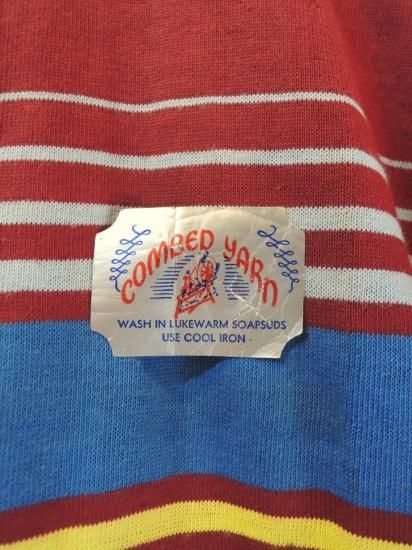 COMBED YARN
WASH IN LUKEWARM SOAPSUDS
USE COOL IRON